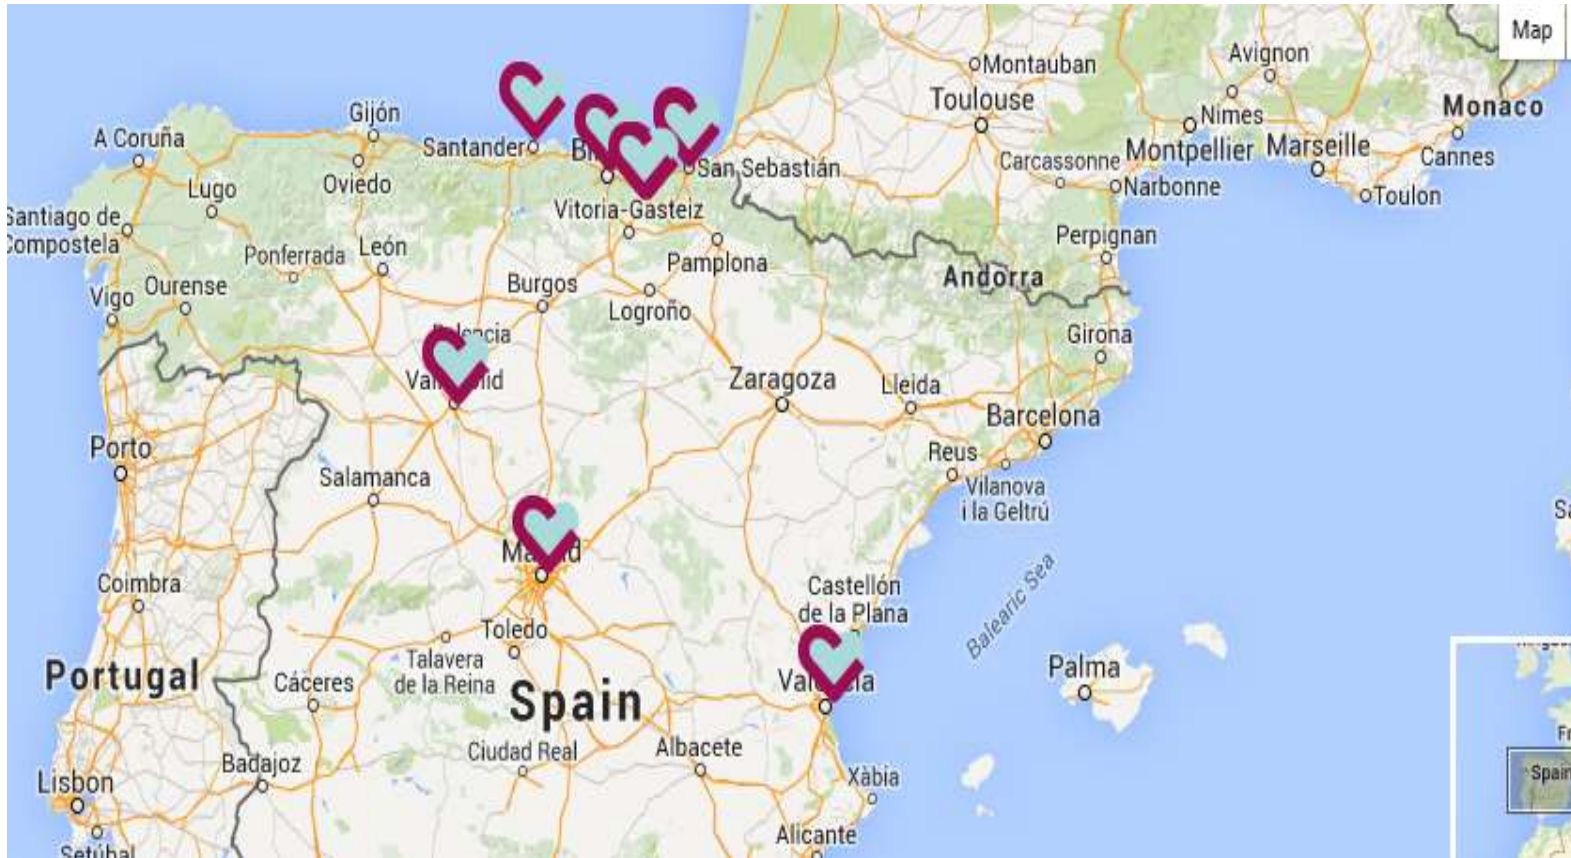 Map
Montauban
Avignon
Toulouse
Nimes
Monaco
Gijón
A Coruña
Santander
Montpellier
Marseille
Cannes
San Sebastián
Carcassonne
Narbonne
Toulon
Lugo
Oviedo
Vitoria-Gasteiz
Santiago de
Compostela
Ponferrada
León
Pamplona
Perpignan
Andorra
Vigo
Ourense
Burgos
Logroño
Girona
Zaragoza
Lleida
Barcelona
Porto
Salamanca
Reus
Vilanova
i la Geltrú
Coimbra
Castellón
de la Plana
Balearic Sea
Toledo
Talavera
de la Reina
Portugal
Cáceres
Spain
Palma
Ciudad Real
Albacete
Badajoz
Xàbia
Spain
Lisbon
Alicante